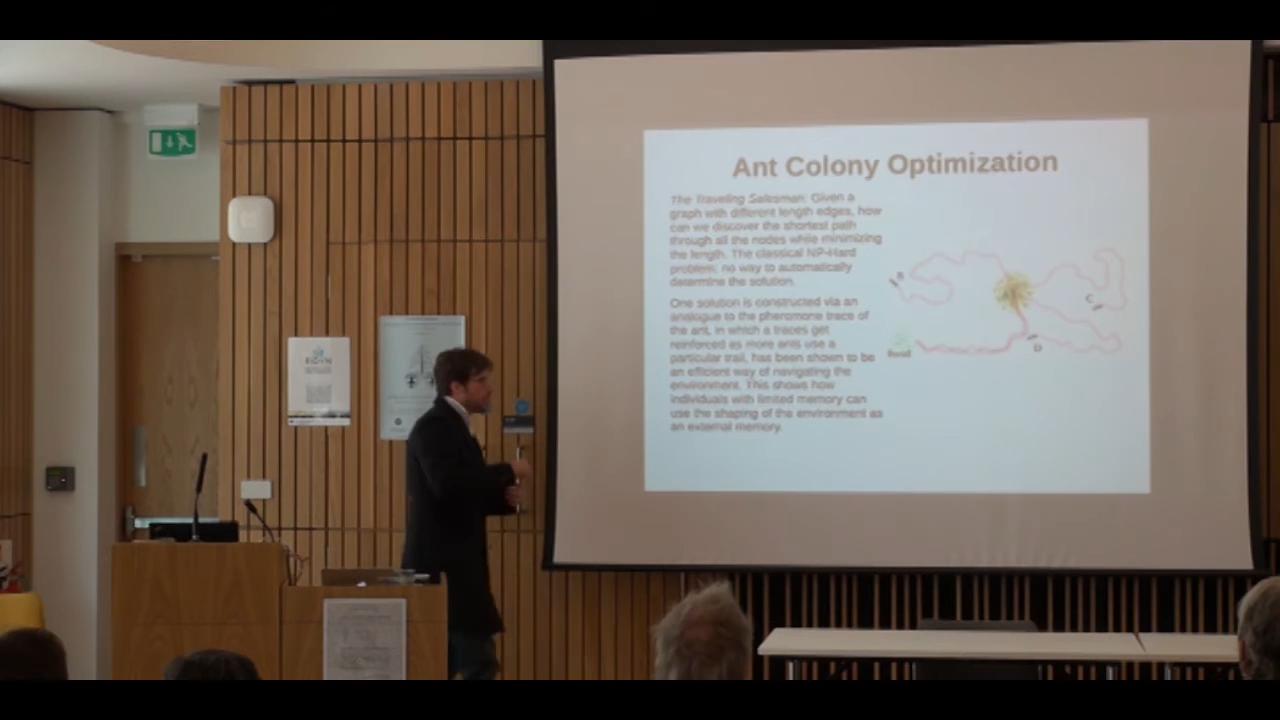 Ant Colony Optimization
The Traveling Salesman: Given a
graph with different length edges, how
can we discover the shortest path
through all the nodes while minimizing
the length. The classical NP-Hard
problem; no way to automatically
determine the solution.
One solution is constructed via an
analogue to the pheromone trace of
the ant, in which a traces get
reinforced as more ants use a
particular trail, has been shown to be
an efficient way of navigating the
environment. This shows how
individuals with limited memory can
use the shaping of the environment as
an external memory.
B
C
D
food